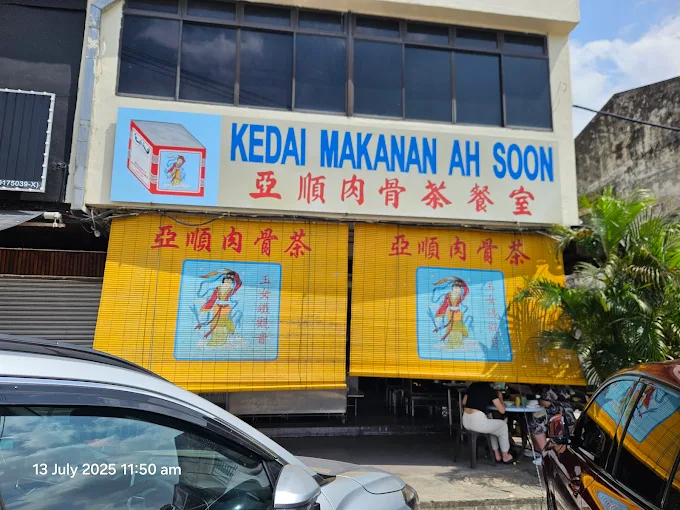 KEDAI MAKANAN AH SOON
亞順肉骨茶餐室
亞順肉骨茶
亞順肉骨茶
175039-X)
13 July 2025 11:50 am